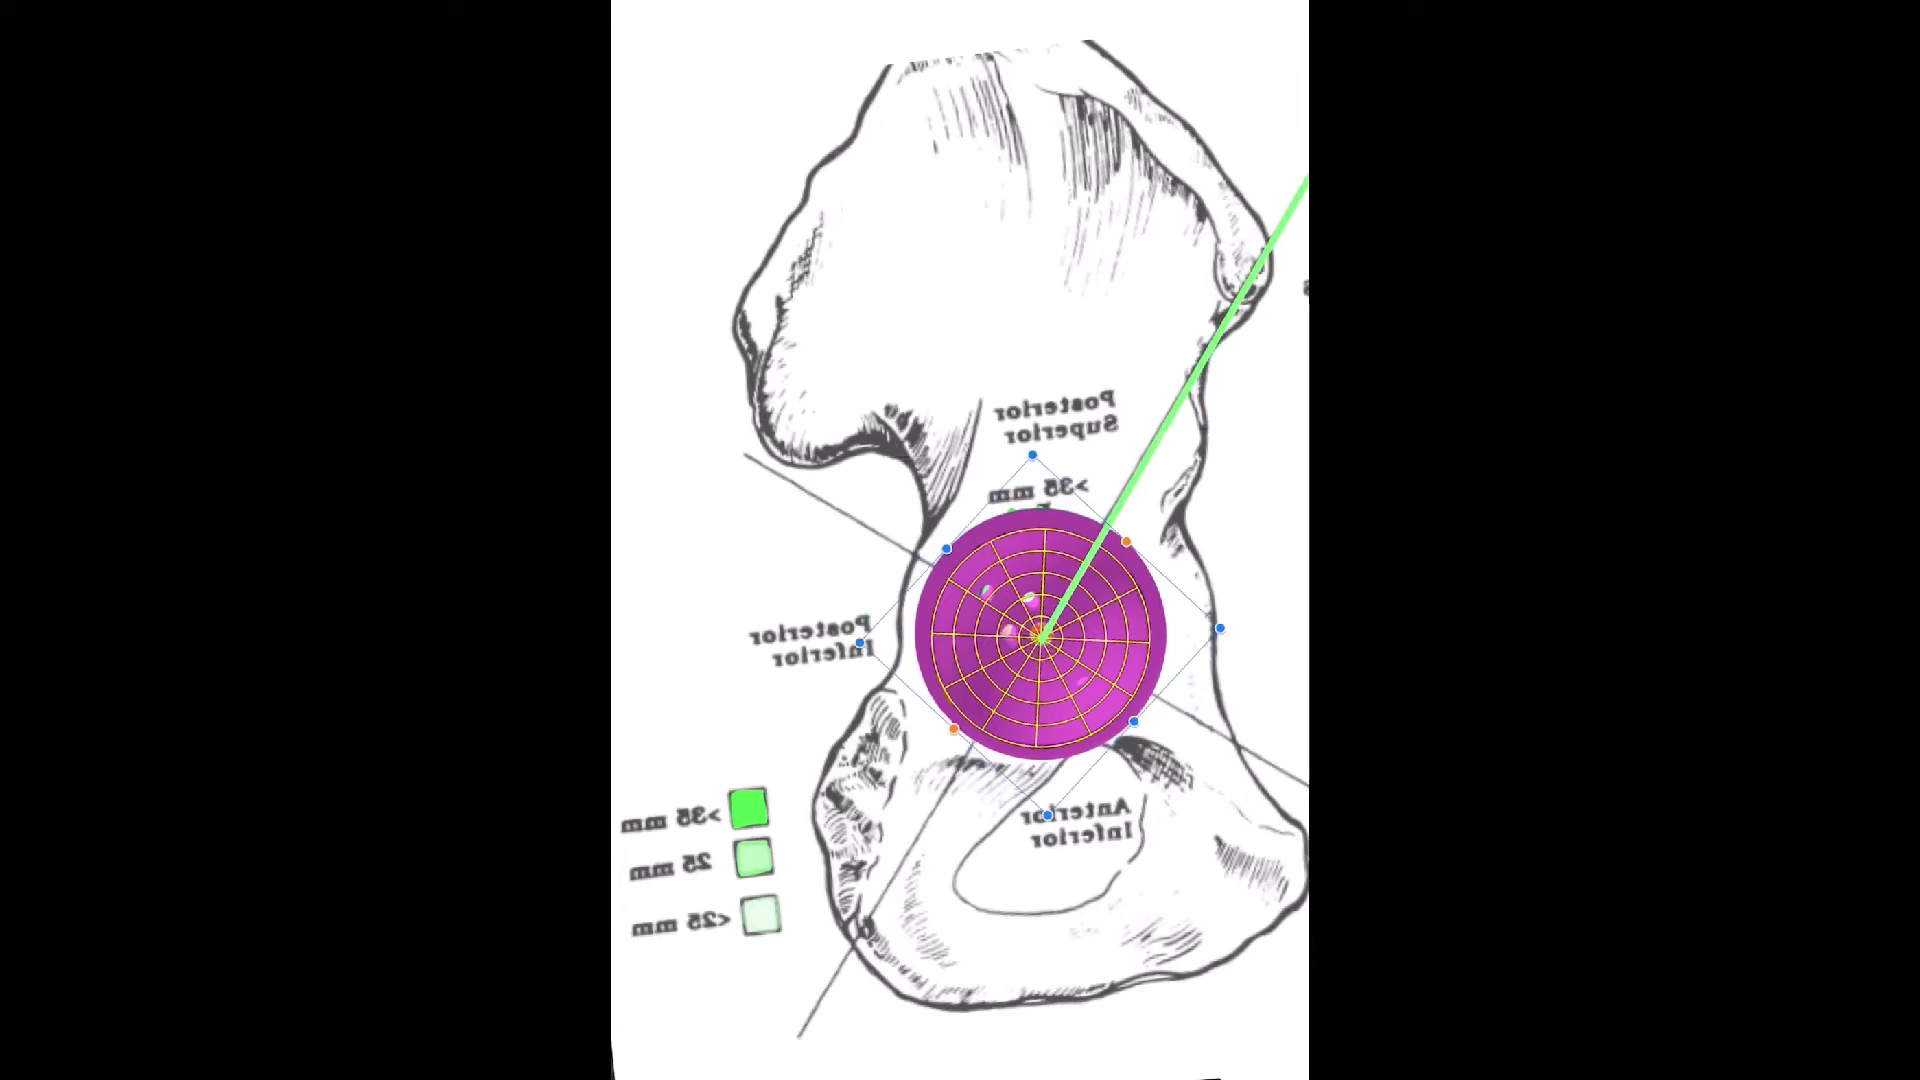 Posterior
Superior
>35 mm
Posterior
Inferior
Anterior
Inferior
>35 mm
25 mm
<25 mm